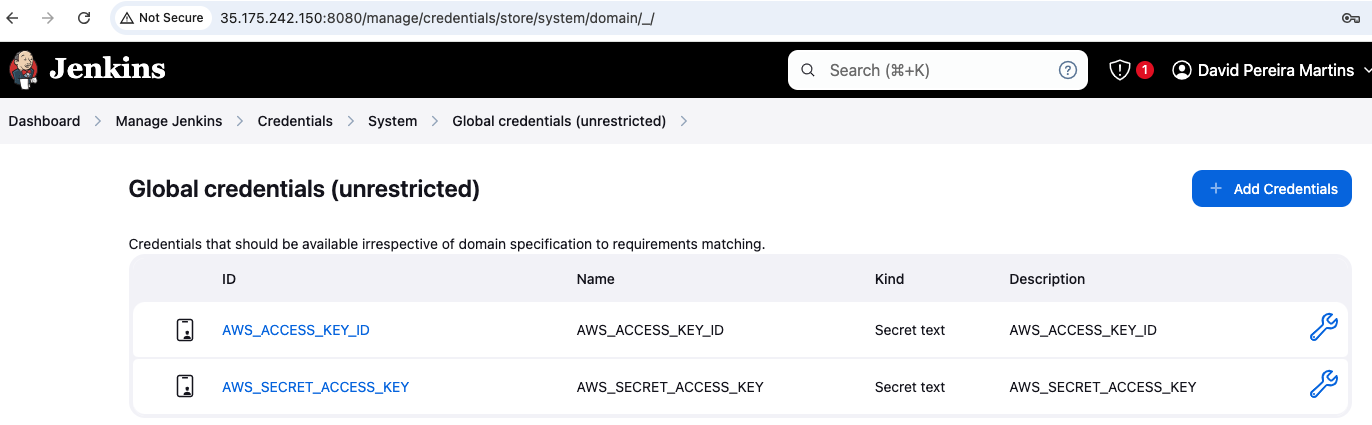 Not Secure 35.175.242.150:8080/manage/credentials/store/system/domain/_/
Jenkins Search (⌘+K) ? 1 David Pereira Martins
Dashboard > Manage Jenkins > Credentials > System > Global credentials (unrestricted) >
Global credentials (unrestricted) + Add Credentials
Credentials that should be available irrespective of domain specification to requirements matching.
ID Name Kind Description
AWS_ACCESS_KEY_ID AWS_ACCESS_KEY_ID Secret text AWS_ACCESS_KEY_ID
AWS_SECRET_ACCESS_KEY AWS_SECRET_ACCESS_KEY Secret text AWS_SECRET_ACCESS_KEY